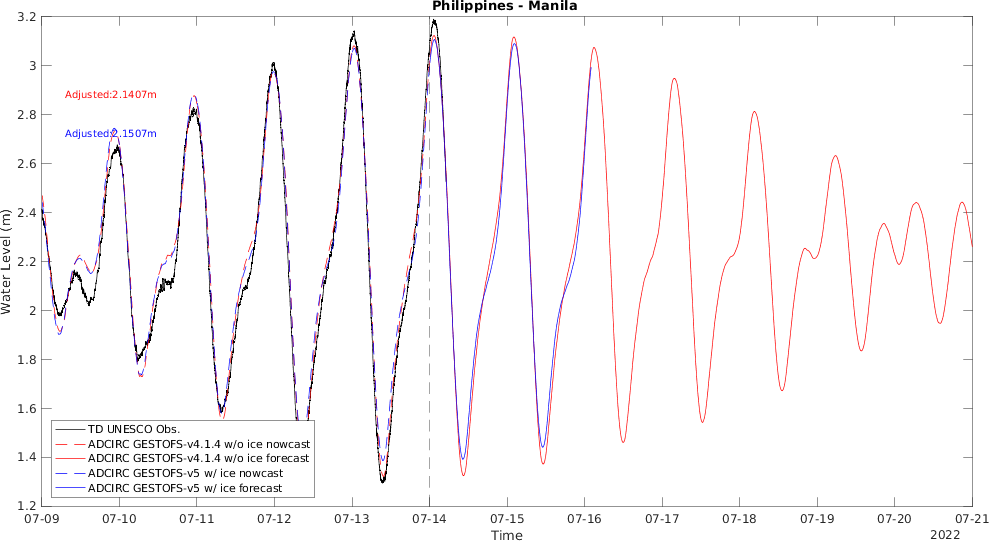 Philippines - Manila
3.2
3
2.8
2.6
2.4
2.2
2
1.8
1.6
1.4
1.2
Water Level (m)
Adjusted:2.1407m
Adjusted:2.1507m
TD UNESCO Obs.
ADCIRC GESTOFS-v4.1.4 w/o ice nowcast
ADCIRC GESTOFS-v4.1.4 w/o ice forecast
ADCIRC GESTOFS-v5 w/ ice nowcast
ADCIRC GESTOFS-v5 w/ ice forecast
07-09 07-10 07-11 07-12 07-13 07-14 07-15 07-16 07-17 07-18 07-19 07-20 07-21
Time
2022